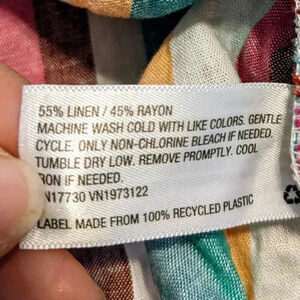 55% LINEN / 45% RAYON
MACHINE WASH COLD WITH LIKE COLORS. GENTLE
CYCLE. ONLY NON-CHLORINE BLEACH IF NEEDED.
TUMBLE DRY LOW. REMOVE PROMPTLY. COOL
IRON IF NEEDED.
N17730 VN1973122
LABEL MADE FROM 100% RECYCLED PLASTIC